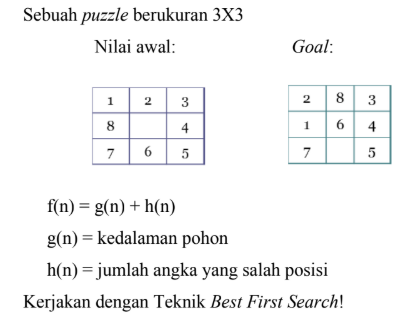 Sebuah puzzle berukuran 3X3
Nilai awal: Goal:
1 2 3 2 8 3
8 4 1 6 4
7 6 5 7 5
f(n) = g(n) + h(n)
g(n) = kedalaman pohon
h(n) = jumlah angka yang salah posisi
Kerjakan dengan Teknik Best First Search!